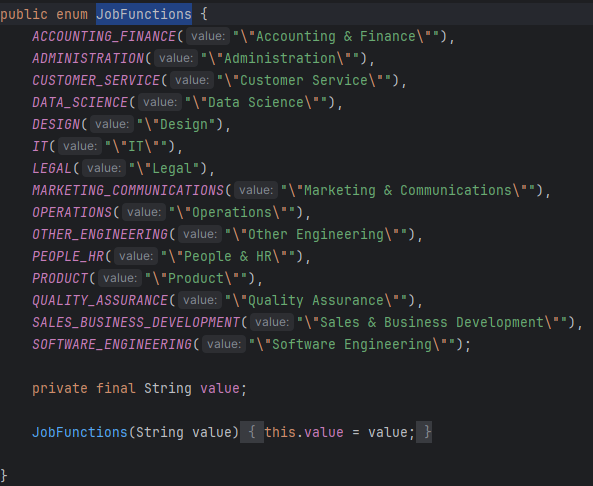 public enum JobFunctions {
ACCOUNTING_FINANCE( value: "\"Accounting & Finance\""),
ADMINISTRATION( value: "\"Administration\""),
CUSTOMER_SERVICE( value: "\"Customer Service\""),
DATA_SCIENCE( value: "\"Data Science\""),
DESIGN( value: "\"Design"),
IT( value: "\"IT\""),
LEGAL( value: "\"Legal"),
MARKETING_COMMUNICATIONS( value: "\"Marketing & Communications\""),
OPERATIONS( value: "\"Operations\""),
OTHER_ENGINEERING( value: "\"Other Engineering\""),
PEOPLE_HR( value: "\"People & HR\""),
PRODUCT( value: "\"Product\""),
QUALITY_ASSURANCE( value: "\"Quality Assurance\""),
SALES_BUSINESS_DEVELOPMENT( value: "\"Sales & Business Development\""),
SOFTWARE_ENGINEERING( value: "\"Software Engineering\"");
private final String value;
JobFunctions(String value) { this.value = value; }
}